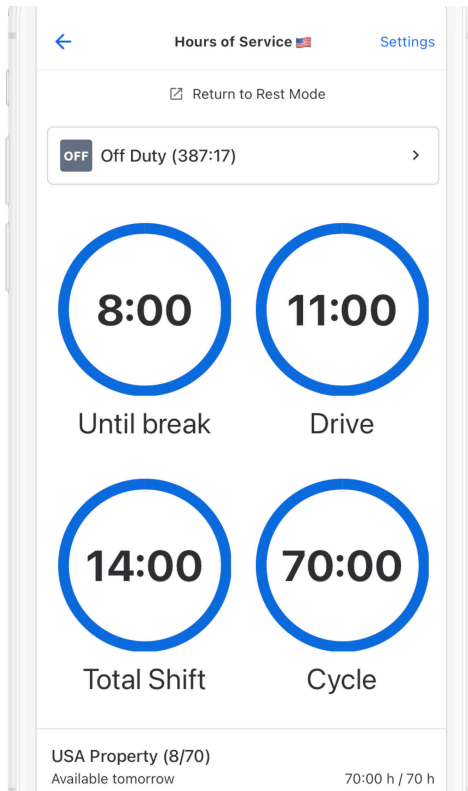 Hours of Service 🇺🇸 Settings
Return to Rest Mode
OFF Off Duty (387:17)
8:00 11:00
Until break Drive
14:00 70:00
Total Shift Cycle
USA Property (8/70)
Available tomorrow 70:00 h / 70 h